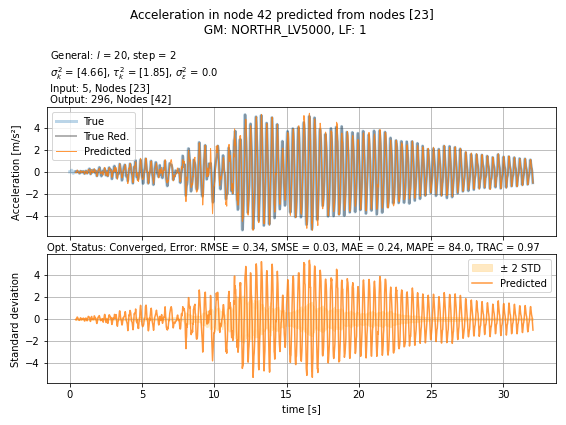 Acceleration in node 42 predicted from nodes [23]
GM: NORTHR_LV5000, LF: 1
General: l = 20, step = 2
σ²ₖ = [4.66], τ²ₖ = [1.85], σ²ε = 0.0
Input: 5, Nodes [23]
Output: 296, Nodes [42]
True
True Red.
Predicted
Acceleration [m/s²]
4
2
0
−2
−4
Opt. Status: Converged, Error: RMSE = 0.34, SMSE = 0.03, MAE = 0.24, MAPE = 84.0, TRAC = 0.97
± 2 STD
Predicted
Standard deviation
4
2
0
−2
−4
0 5 10 15 20 25 30
time [s]